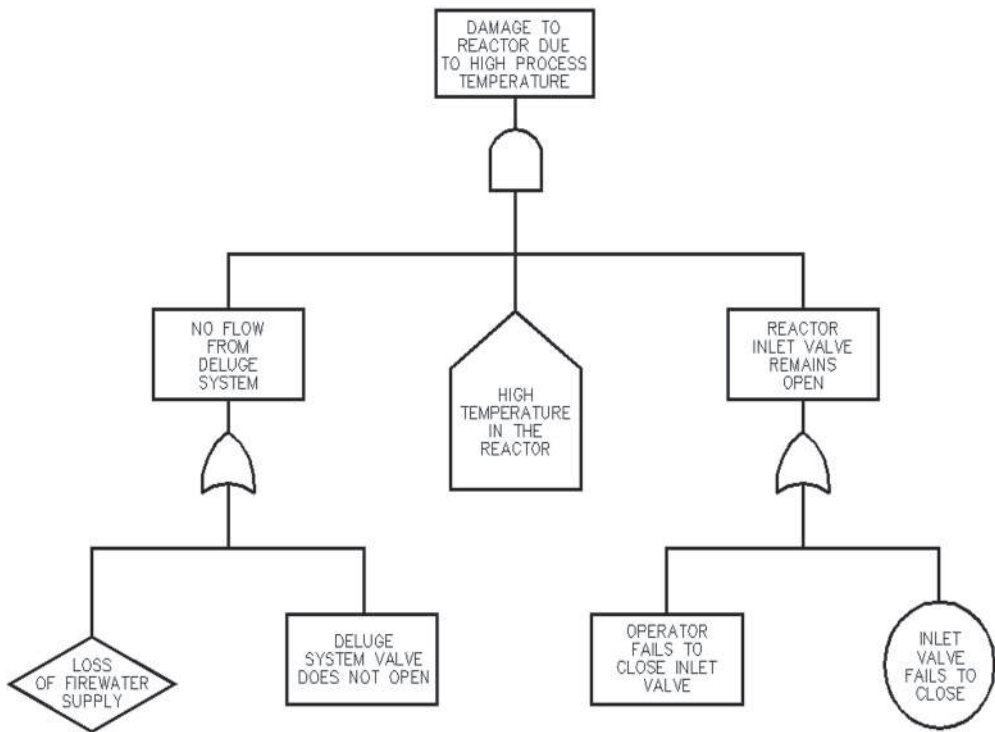 DAMAGE TO
REACTOR DUE
TO HIGH PROCESS
TEMPERATURE
NO FLOW
FROM
DELUGE
SYSTEM
HIGH
TEMPERATURE
IN THE
REACTOR
REACTOR
INLET VALVE
REMAINS
OPEN
LOSS
OF FIREWATER
SUPPLY
DELUGE
SYSTEM VALVE
DOES NOT OPEN
OPERATOR
FAILS TO
CLOSE INLET
VALVE
INLET
VALVE
FAILS TO
CLOSE